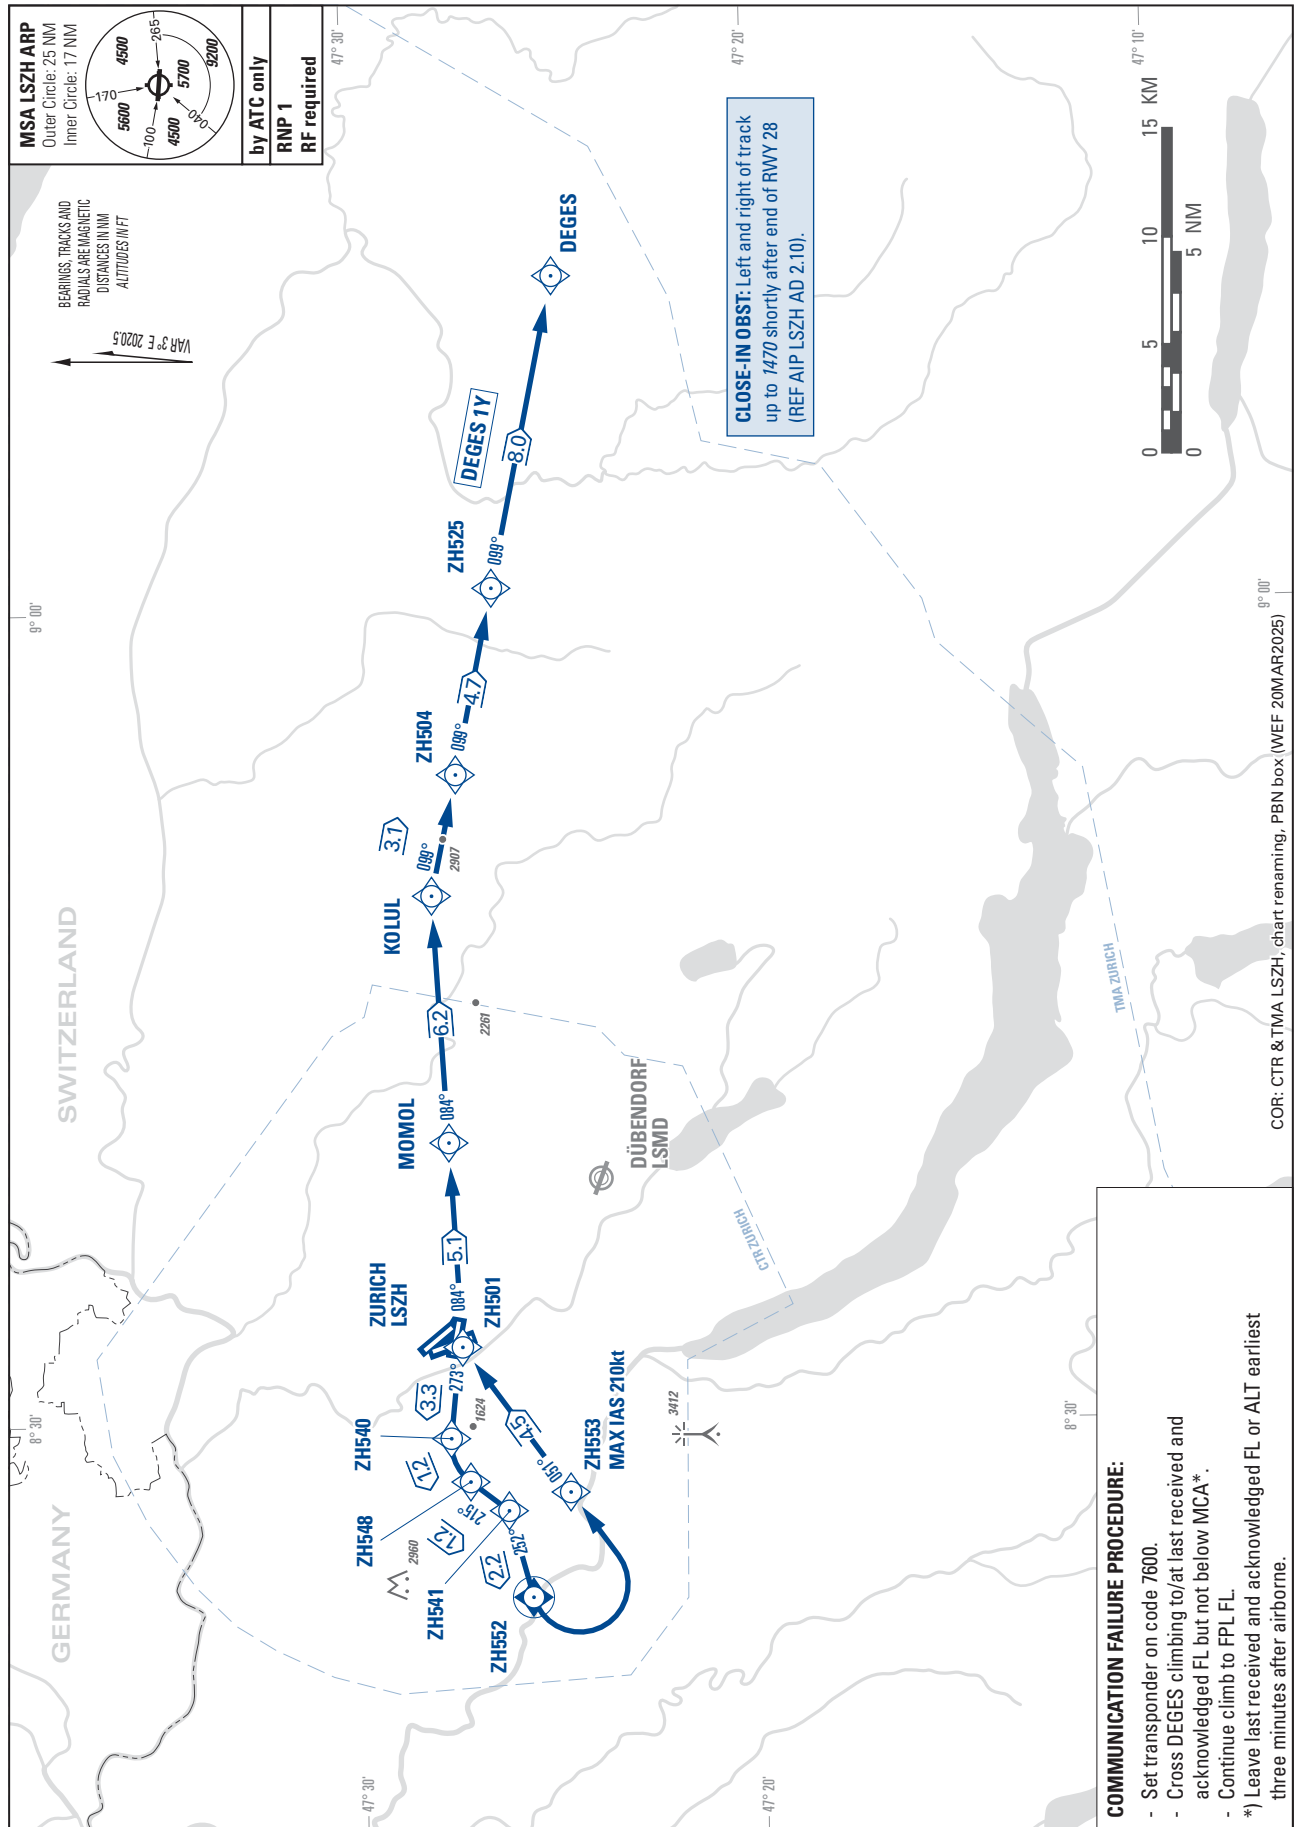 MSA LSZH ARP
Outer Circle: 25 NM
Inner Circle: 17 NM
170
265
100
040
5600
4500
4500
5700
9200
by ATC only
RNP 1
RF required
BEARINGS, TRACKS AND
RADIALS ARE MAGNETIC
DISTANCES IN NM
ALTITUDES IN FT
VAR 3° E 2020.5
GERMANY
SWITZERLAND
8° 30'
9° 00'
47° 30'
47° 30'
47° 20'
47° 20'
47° 10'
8° 30'
9° 00'
ZURICH
LSZH
ZH501
273°
3.3
ZH540
1624
1.2
ZH548
215°
1.2
ZH541
2960
252°
2.2
ZH552
ZH553
MAX IAS 210kt
051°
4.5
3412
084°
5.1
MOMOL
084°
6.2
2261
KOLUL
099°
3.1
2907
ZH504
099°
4.7
ZH525
099°
8.0
DEGES 1Y
DEGES
DÜBENDORF
LSMD
CTR ZURICH
TMA ZURICH
CLOSE-IN OBST: Left and right of track
up to 1470 shortly after end of RWY 28
(REF AIP LSZH AD 2.10).
0 5 10 15 KM
0 5 NM
COMMUNICATION FAILURE PROCEDURE:
- Set transponder on code 7600.
- Cross DEGES climbing to/at last received and
acknowledged FL but not below MCA*.
- Continue climb to FPL FL.
*) Leave last received and acknowledged FL or ALT earliest
three minutes after airborne.
COR: CTR & TMA LSZH, chart renaming, PBN box (WEF 20MAR2025)